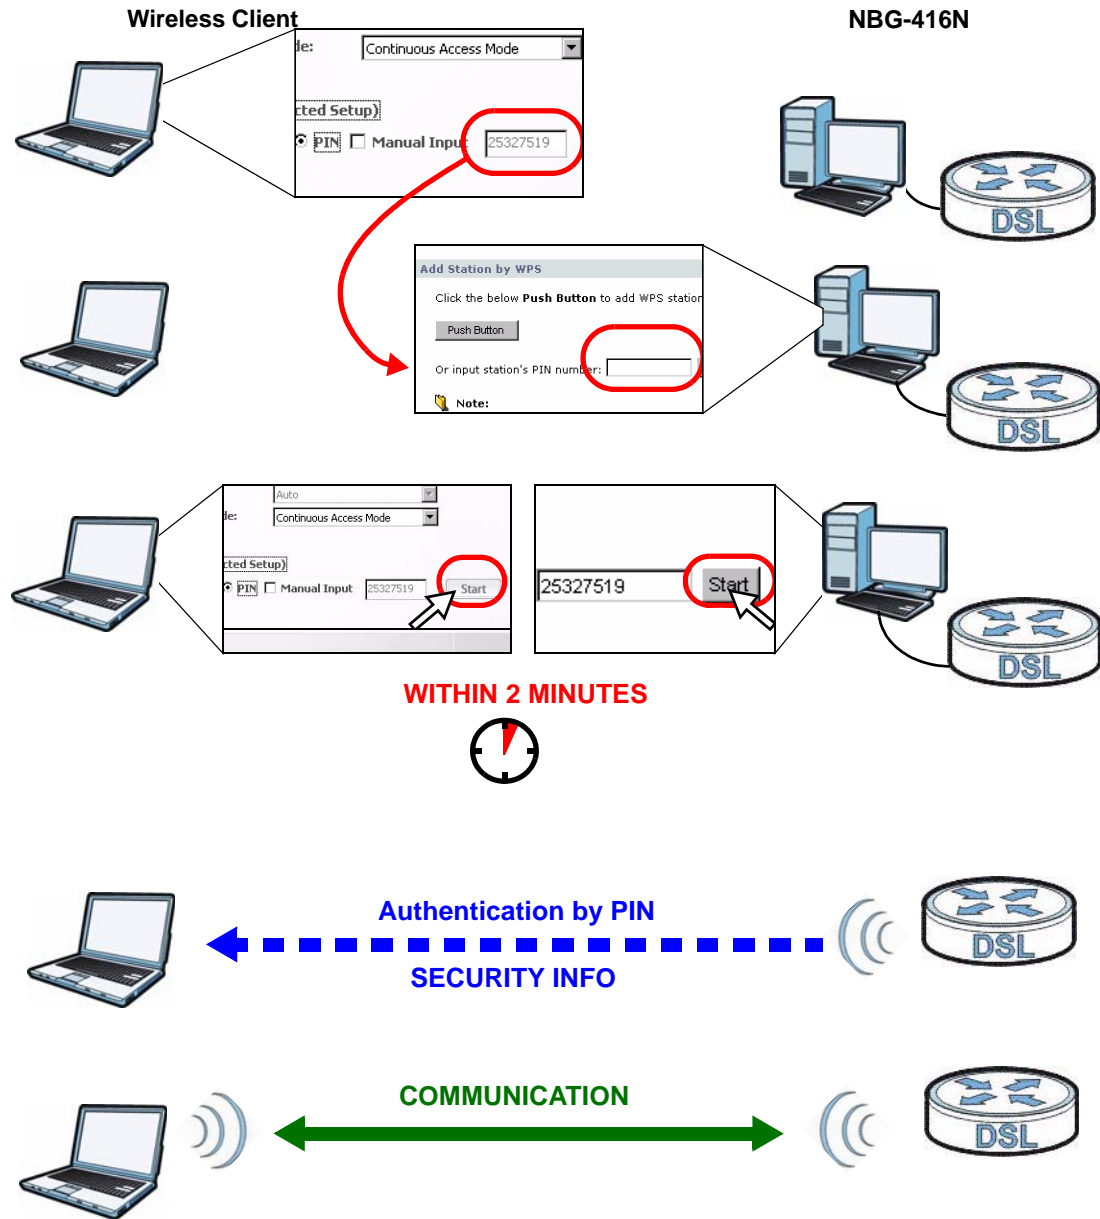 Wireless Client
NBG-416N
de:
Continuous Access Mode
cted Setup)
PIN Manual Input 25327519
DSL
Add Station by WPS
Click the below Push Button to add WPS station
Push Button
Or input station's PIN number:
Note:
DSL
Auto
de:
Continuous Access Mode
cted Setup)
PIN Manual Input 25327519 Start
25327519 Start
DSL
WITHIN 2 MINUTES
Authentication by PIN
DSL
SECURITY INFO
COMMUNICATION
DSL